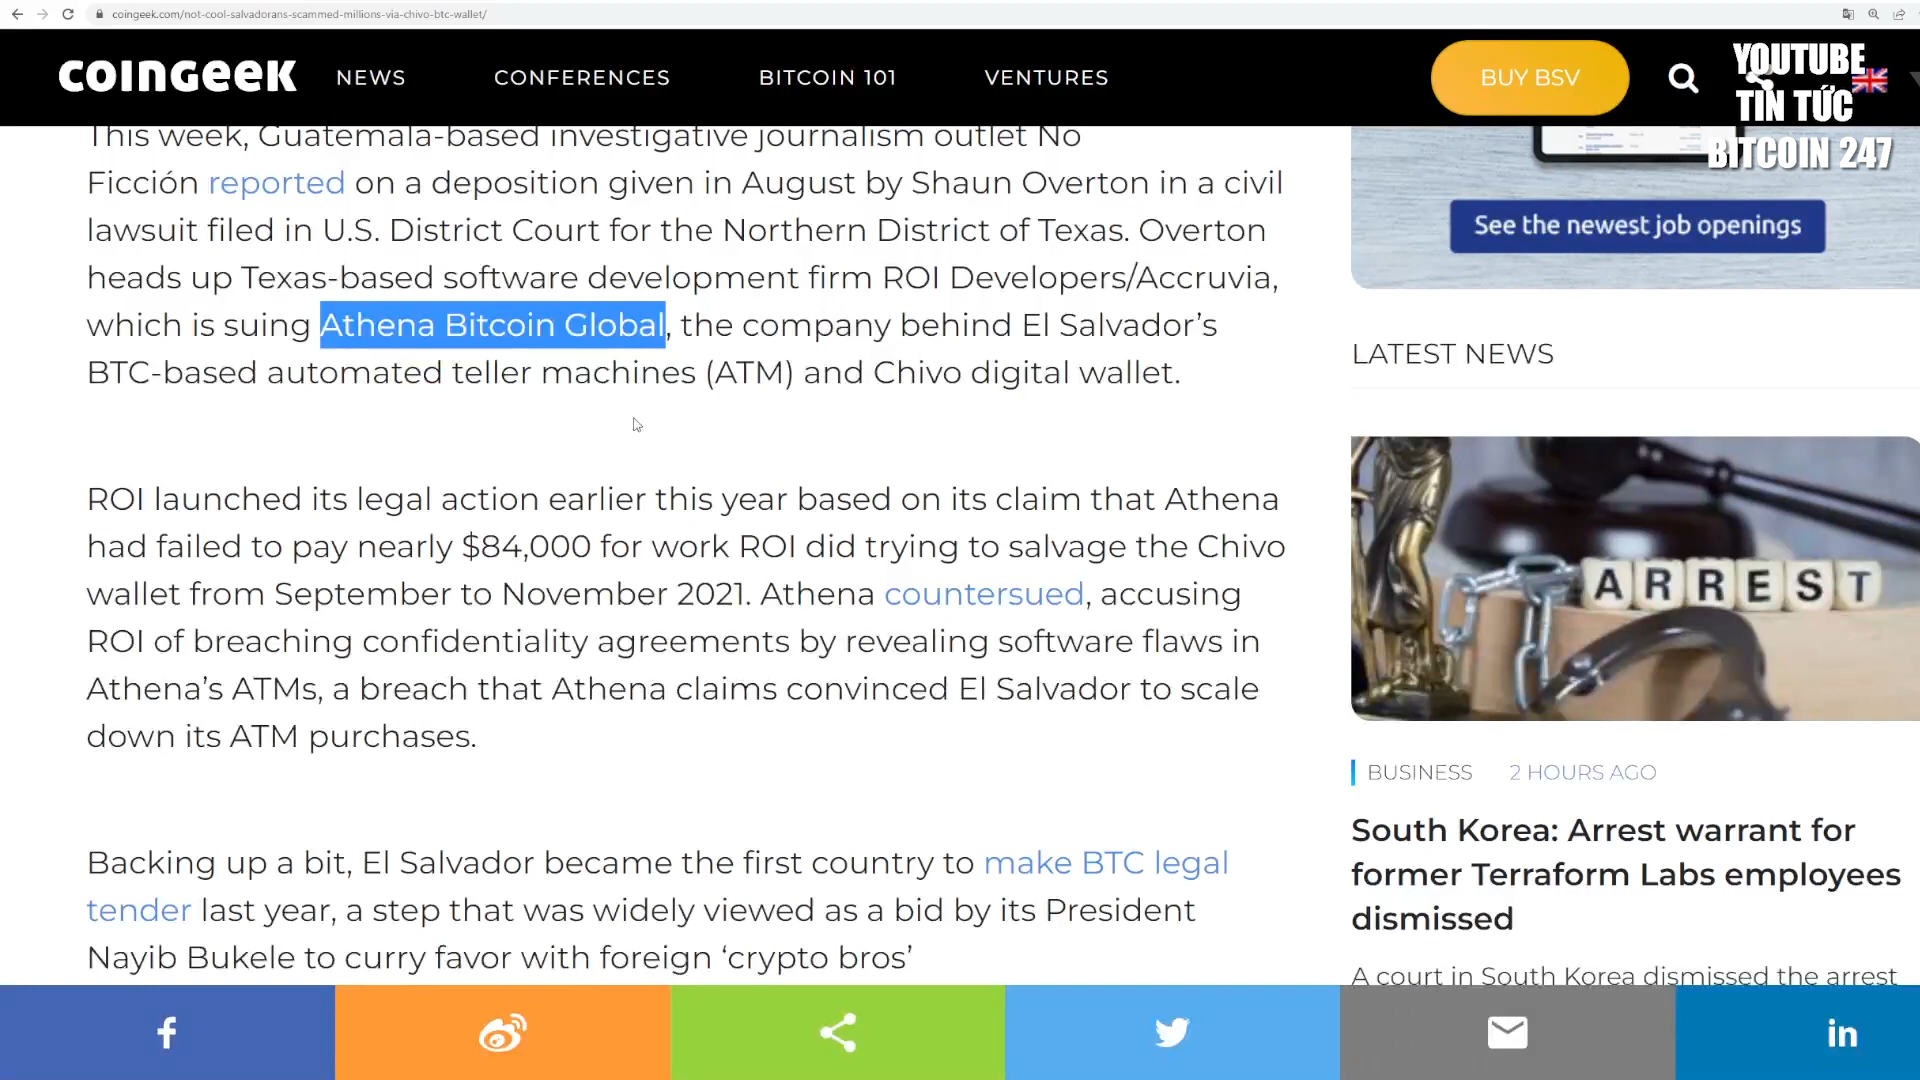 coingeek.com/not-cool-salvadorans-scammed-millions-via-chivo-btc-wallet/
COINGEEK
NEWS
CONFERENCES
BITCOIN 101
VENTURES
BUY BSV
YOUTUBE
TIN TỨC
BITCOIN 247
This week, Guatemala-based investigative journalism outlet No
Ficción reported on a deposition given in August by Shaun Overton in a civil
lawsuit filed in U.S. District Court for the Northern District of Texas. Overton
heads up Texas-based software development firm ROI Developers/Accruvia,
which is suing Athena Bitcoin Global, the company behind El Salvador’s
BTC-based automated teller machines (ATM) and Chivo digital wallet.
ROI launched its legal action earlier this year based on its claim that Athena
had failed to pay nearly $84,000 for work ROI did trying to salvage the Chivo
wallet from September to November 2021. Athena countersued, accusing
ROI of breaching confidentiality agreements by revealing software flaws in
Athena’s ATMs, a breach that Athena claims convinced El Salvador to scale
down its ATM purchases.
Backing up a bit, El Salvador became the first country to make BTC legal
tender last year, a step that was widely viewed as a bid by its President
Nayib Bukele to curry favor with foreign ‘crypto bros’
See the newest job openings
LATEST NEWS
ARREST
BUSINESS
2 HOURS AGO
South Korea: Arrest warrant for
former Terraform Labs employees
dismissed
A court in South Korea dismissed the arrest